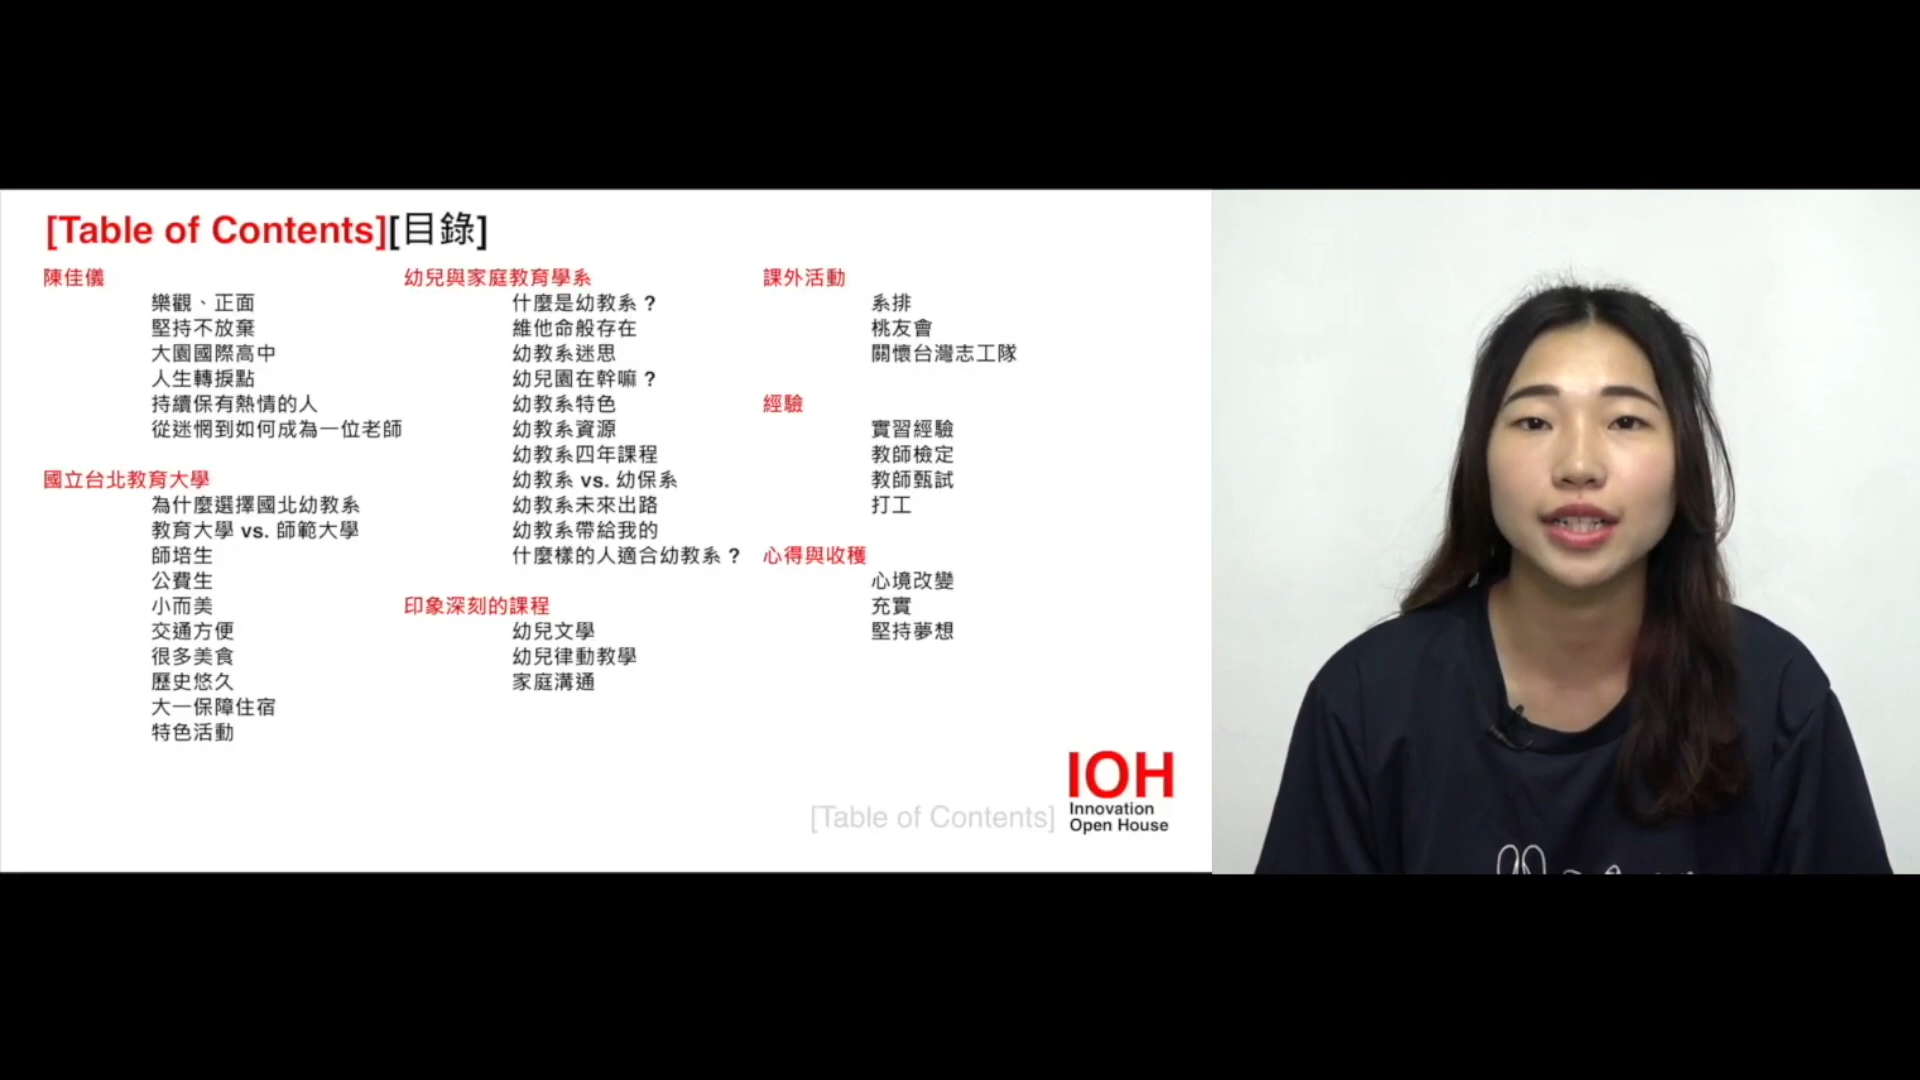 [Table of Contents][目錄]
陳佳儀
樂觀、正面
堅持不放棄
大園國際高中
人生轉捩點
持續保有熱情的人
從迷惘到如何成為一位老師
國立台北教育大學
為什麼選擇國北幼教系
教育大學 vs. 師範大學
師培生
公費生
小而美
交通方便
很多美食
歷史悠久
大一保障住宿
特色活動
幼兒與家庭教育學系
什麼是幼教系？
維他命般存在
幼教系迷思
幼兒園在幹嘛？
幼教系特色
幼教系資源
幼教系四年課程
幼教系 vs. 幼保系
幼教系未來出路
幼教系帶給我的
什麼樣的人適合幼教系？
印象深刻的課程
幼兒文學
幼兒律動教學
家庭溝通
課外活動
系排
桃友會
關懷台灣志工隊
經驗
實習經驗
教師檢定
教師甄試
打工
心得與收穫
心境改變
充實
堅持夢想
[Table of Contents]
IOH
Innovation
Open House